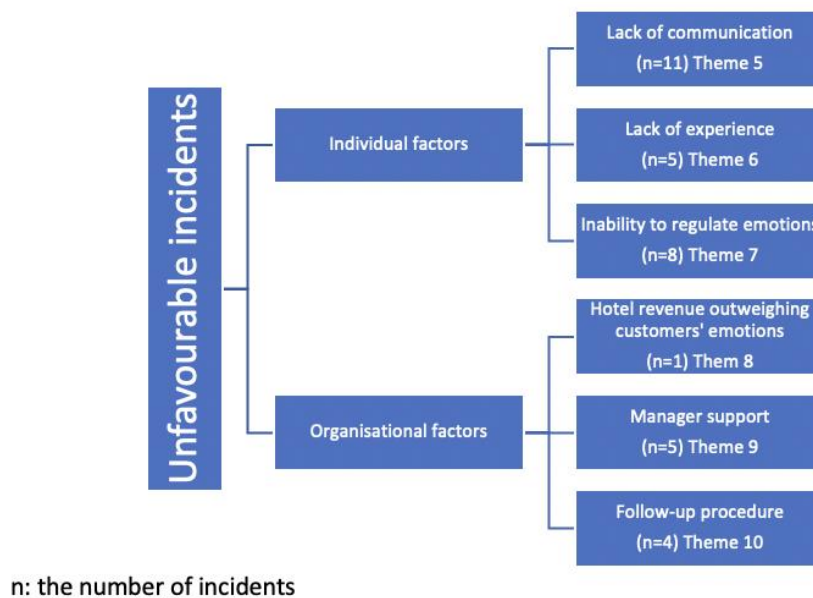 Unfavourable incidents
Individual factors
Lack of communication
(n=11) Theme 5
Lack of experience
(n=5) Theme 6
Inability to regulate emotions
(n=8) Theme 7
Organisational factors
Hotel revenue outweighing
customers' emotions
(n=1) Them 8
Manager support
(n=5) Theme 9
Follow-up procedure
(n=4) Theme 10
n: the number of incidents